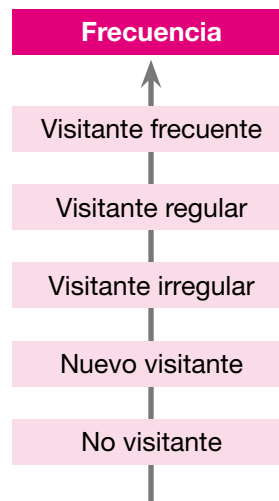 Frecuencia
Visitante frecuente
Visitante regular
Visitante irregular
Nuevo visitante
No visitante